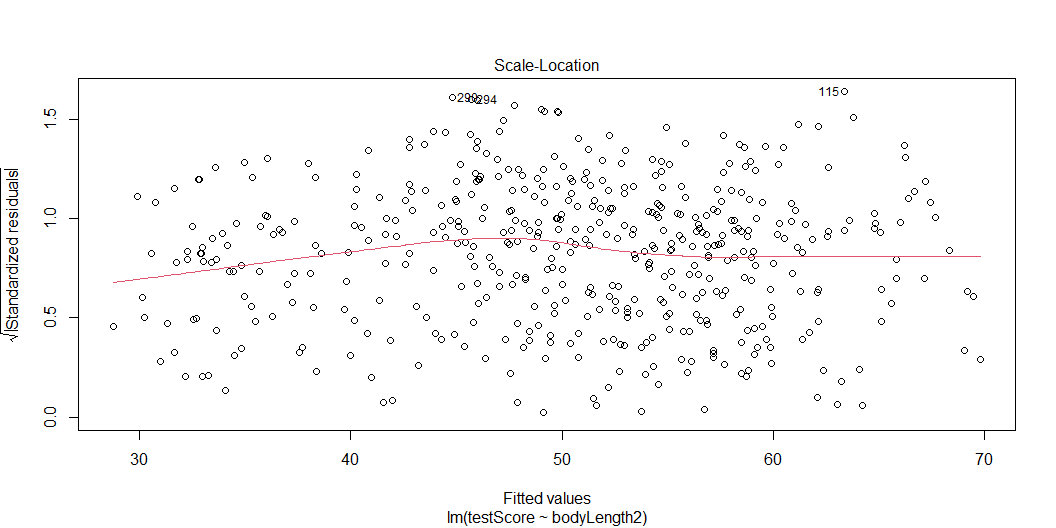 Scale-Location
√|Standardized residuals|
1.5
1.0
0.5
0.0
294
115
30 40 50 60 70
Fitted values
lm(testScore ~ bodyLength2)